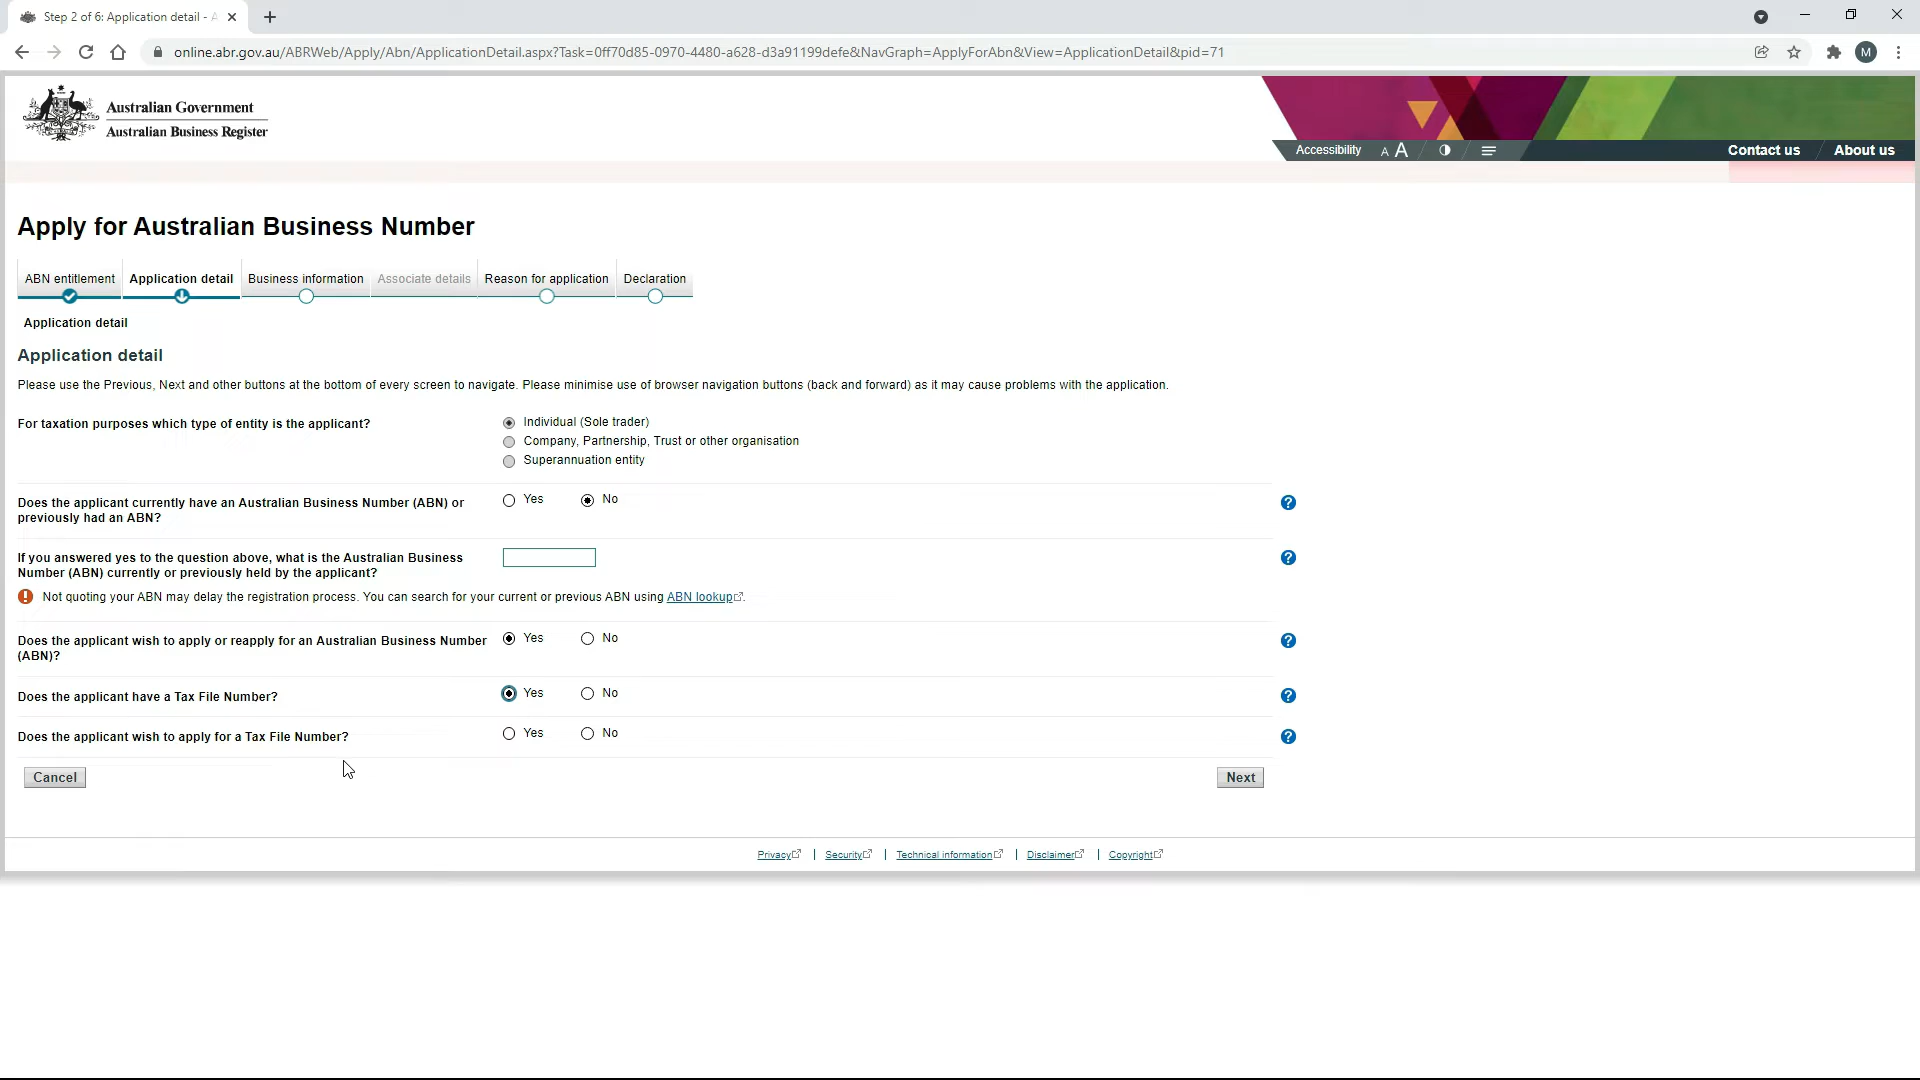 Step 2 of 6: Application detail -
online.abr.gov.au/ABRWeb/Apply/Abn/ApplicationDetail.aspx?Task=0ff70d85-0970-4480-a628-d3a91199defe&NavGraph=ApplyForAbn&View=ApplicationDetail&pid=71
M
Australian Government
Australian Business Register
Accessibility A A
Contact us
About us
Apply for Australian Business Number
ABN entitlement
Application detail
Business information
Associate details
Reason for application
Declaration
Application detail
Application detail
Please use the Previous, Next and other buttons at the bottom of every screen to navigate. Please minimise use of browser navigation buttons (back and forward) as it may cause problems with the application.
For taxation purposes which type of entity is the applicant?
Individual (Sole trader)
Company, Partnership, Trust or other organisation
Superannuation entity
Does the applicant currently have an Australian Business Number (ABN) or
previously had an ABN?
Yes No
?
If you answered yes to the question above, what is the Australian Business
Number (ABN) currently or previously held by the applicant?
?
! Not quoting your ABN may delay the registration process. You can search for your current or previous ABN using ABN lookup.
Does the applicant wish to apply or reapply for an Australian Business Number
(ABN)?
Yes No
?
Does the applicant have a Tax File Number?
Yes No
?
Does the applicant wish to apply for a Tax File Number?
Yes No
?
Cancel
Next
Privacy | Security | Technical information | Disclaimer | Copyright